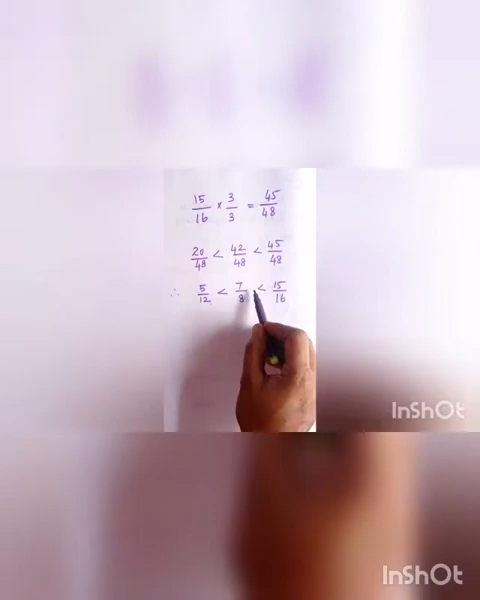 15/16 × 3/3 = 45/48
20/48 < 42/48 < 45/48
∴ 5/12 < 7/8 < 15/16
InShOt
InShOt